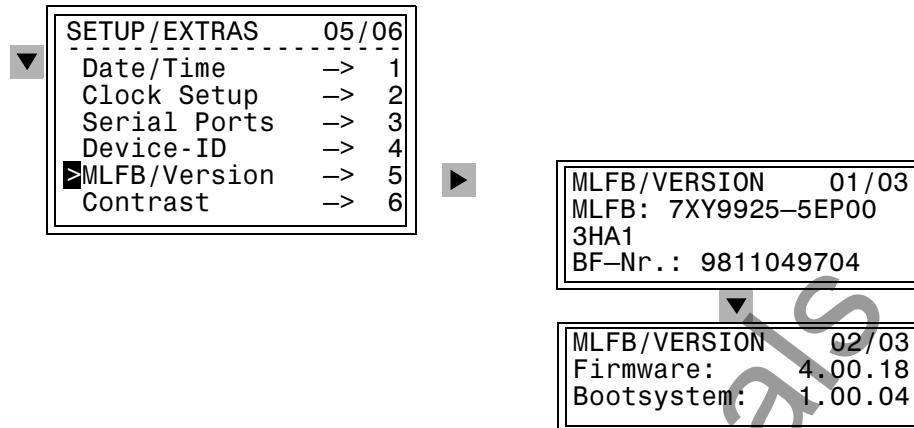 SETUP/EXTRAS 05/06
Date/Time —> 1
Clock Setup —> 2
Serial Ports —> 3
Device-ID —> 4
>MLFB/Version —> 5
Contrast —> 6
MLFB/VERSION 01/03
MLFB: 7XY9925—5EP00
3HA1
BF—Nr.: 9811049704
MLFB/VERSION 02/03
Firmware: 4.00.18
Bootsystem: 1.00.04
als